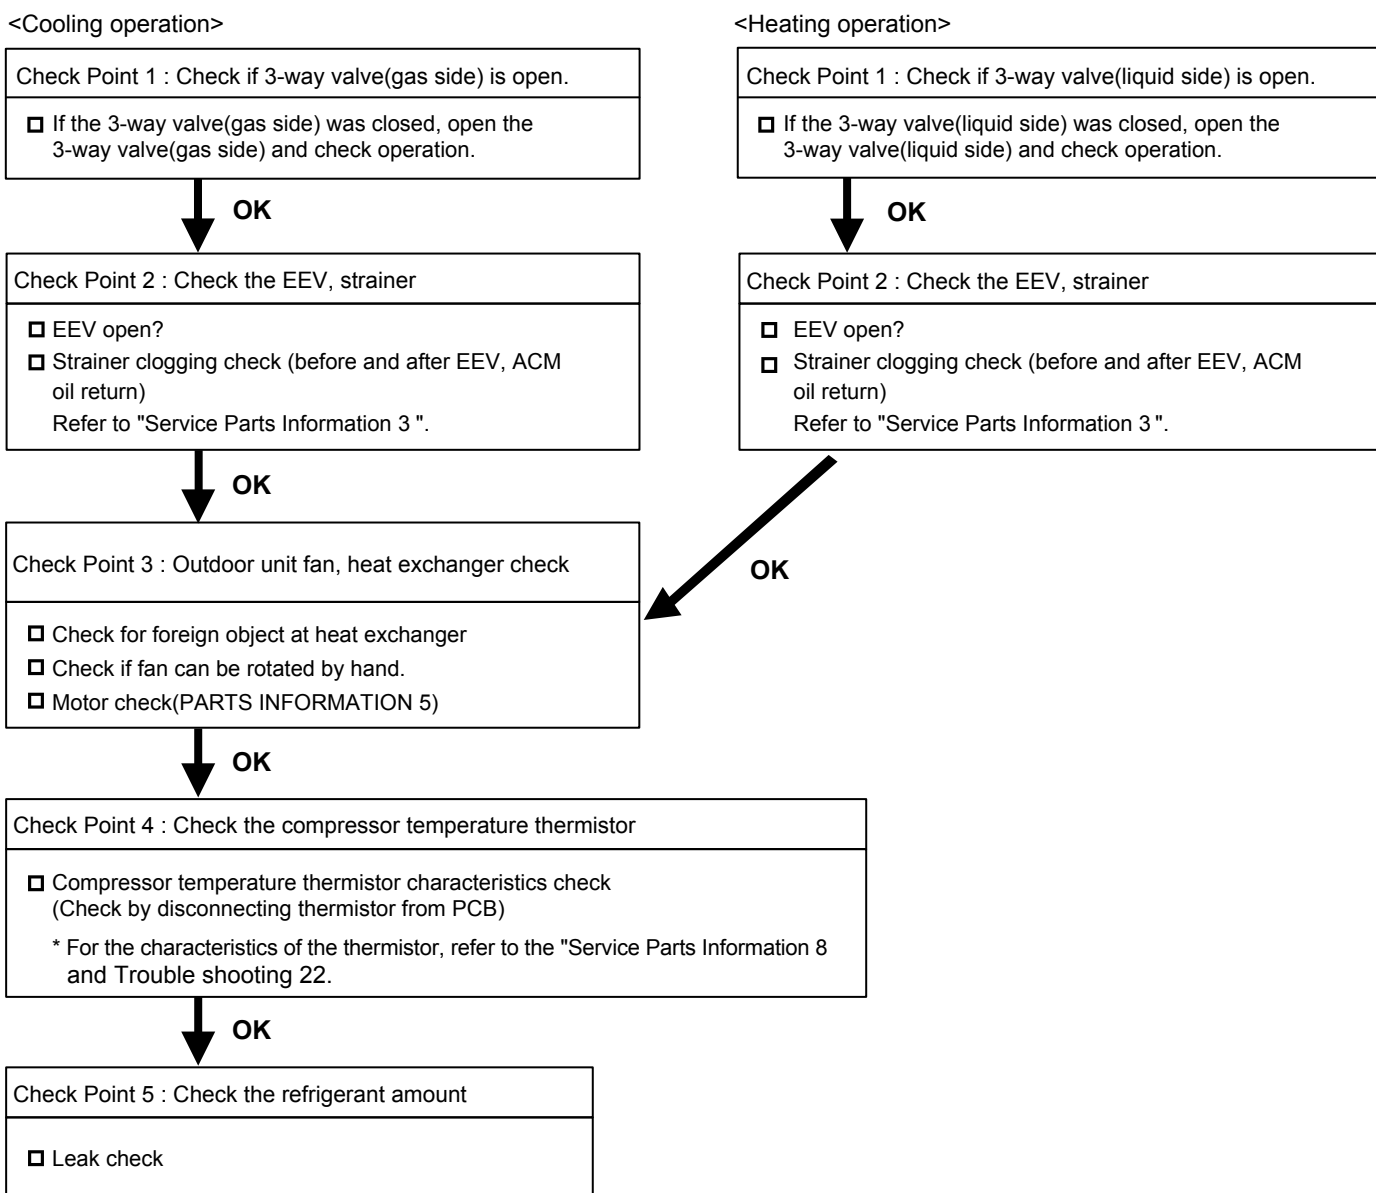 <Cooling operation>
Check Point 1 : Check if 3-way valve(gas side) is open.
If the 3-way valve(gas side) was closed, open the
3-way valve(gas side) and check operation.
OK
Check Point 2 : Check the EEV, strainer
EEV open?
Strainer clogging check (before and after EEV, ACM
oil return)
Refer to "Service Parts Information 3 ".
OK
<Heating operation>
Check Point 1 : Check if 3-way valve(liquid side) is open.
If the 3-way valve(liquid side) was closed, open the
3-way valve(liquid side) and check operation.
OK
Check Point 2 : Check the EEV, strainer
EEV open?
Strainer clogging check (before and after EEV, ACM
oil return)
Refer to "Service Parts Information 3 ".
OK
Check Point 3 : Outdoor unit fan, heat exchanger check
Check for foreign object at heat exchanger
Check if fan can be rotated by hand.
Motor check(PARTS INFORMATION 5)
OK
Check Point 4 : Check the compressor temperature thermistor
Compressor temperature thermistor characteristics check
(Check by disconnecting thermistor from PCB)
* For the characteristics of the thermistor, refer to the "Service Parts Information 8
and Trouble shooting 22.
OK
Check Point 5 : Check the refrigerant amount
Leak check